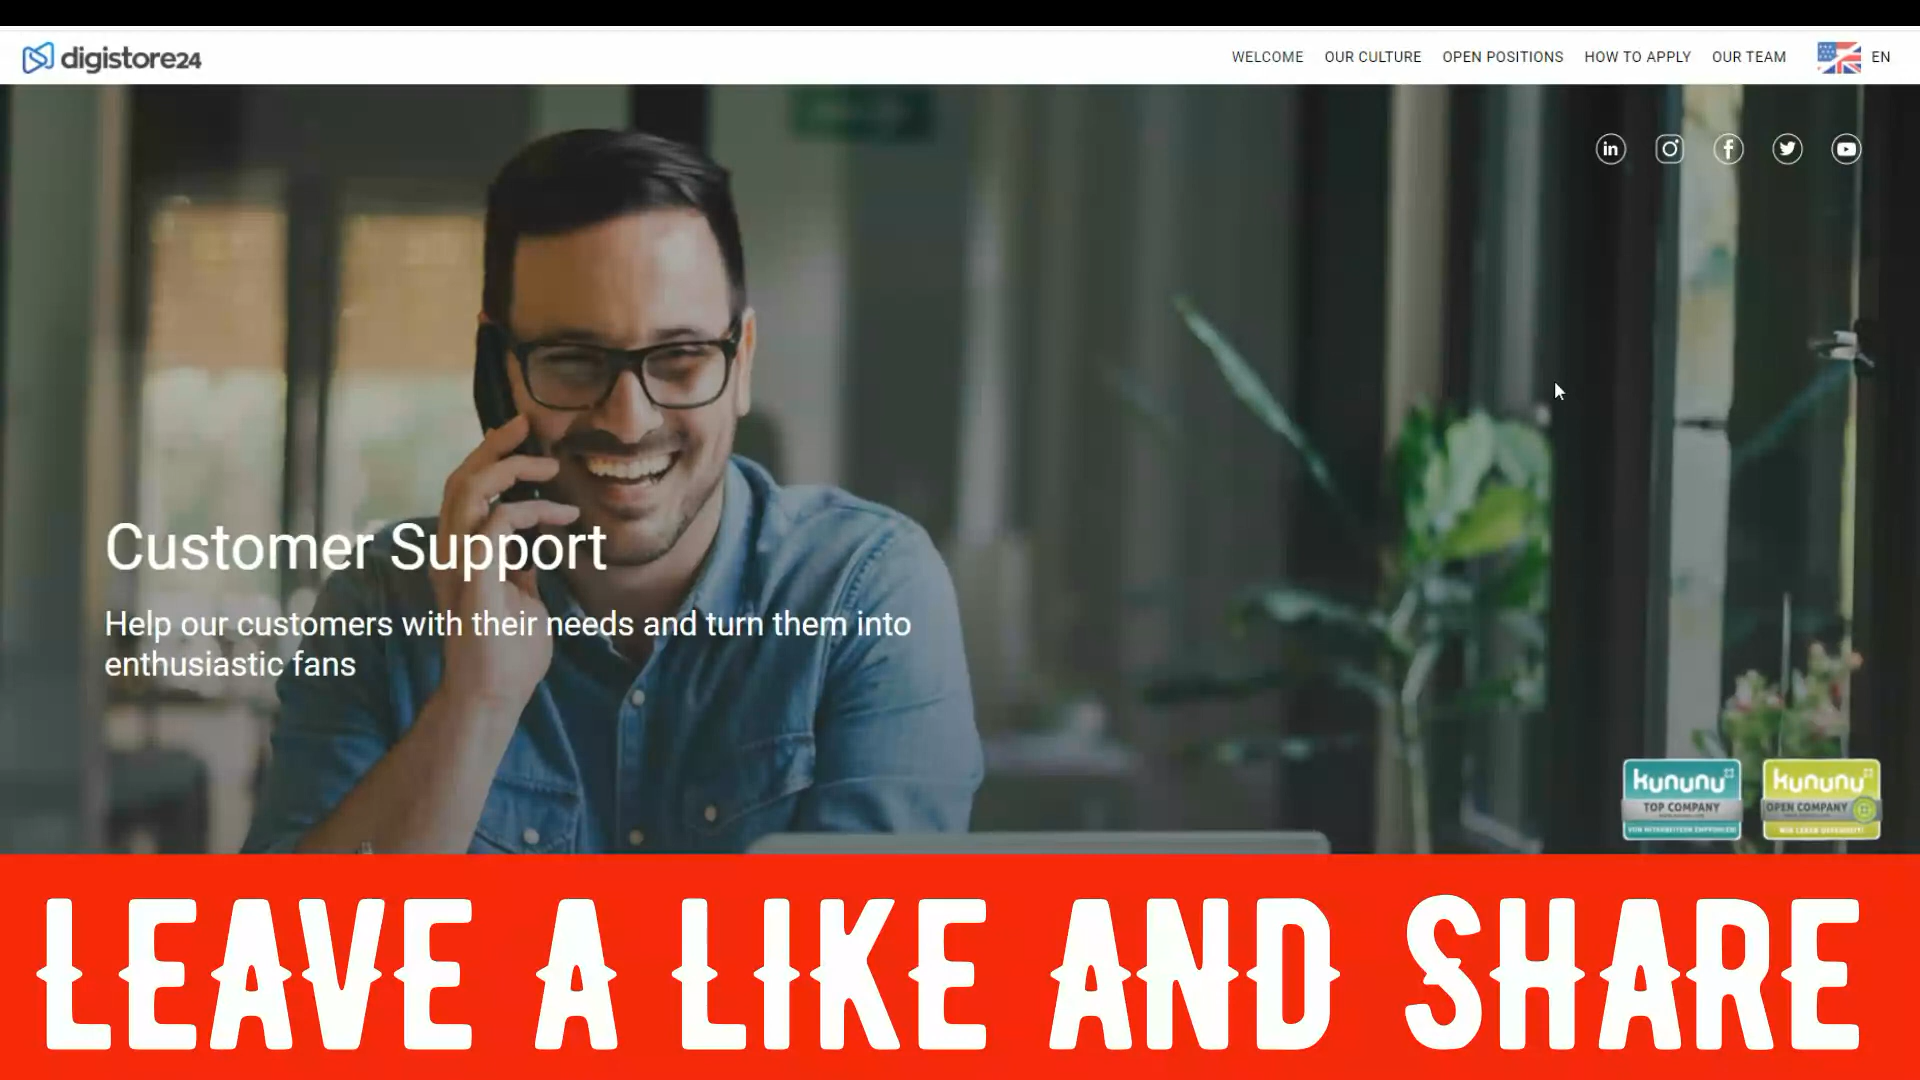 digistore24
WELCOME
OUR CULTURE
OPEN POSITIONS
HOW TO APPLY
OUR TEAM
EN
Customer Support
Help our customers with their needs and turn them into
enthusiastic fans
kununu
TOP COMPANY
kununu
OPEN COMPANY
LEAVE A LIKE AND SHARE